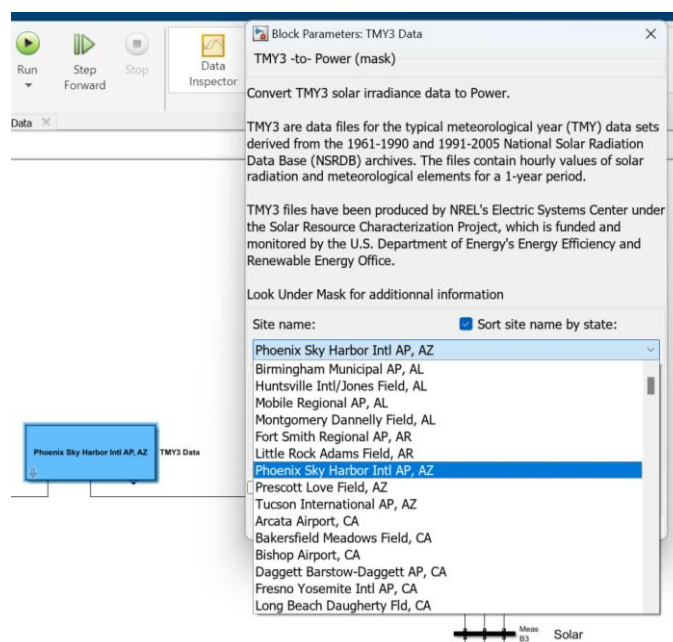 Run
Step
Forward
Stop
Data
Inspector
Data
Block Parameters: TMY3 Data
TMY3 -to- Power (mask)
Convert TMY3 solar irradiance data to Power.
TMY3 are data files for the typical meteorological year (TMY) data sets
derived from the 1961-1990 and 1991-2005 National Solar Radiation
Data Base (NSRDB) archives. The files contain hourly values of solar
radiation and meteorological elements for a 1-year period.
TMY3 files have been produced by NREL's Electric Systems Center under
the Solar Resource Characterization Project, which is funded and
monitored by the U.S. Department of Energy's Energy Efficiency and
Renewable Energy Office.
Look Under Mask for additionnal information
Site name:
Sort site name by state:
Phoenix Sky Harbor Intl AP, AZ
Birmingham Municipal AP, AL
Huntsville Intl/Jones Field, AL
Mobile Regional AP, AL
Montgomery Dannelly Field, AL
Fort Smith Regional AP, AR
Little Rock Adams Field, AR
Phoenix Sky Harbor Intl AP, AZ
Prescott Love Field, AZ
Tucson International AP, AZ
Arcata Airport, CA
Bakersfield Meadows Field, CA
Bishop Airport, CA
Daggett Barstow-Daggett AP, CA
Fresno Yosemite Intl AP, CA
Long Beach Daugherty Fld, CA
Phoenix Sky Harbor Intl AP, AZ
TMY3 Data
Meas
B3
Solar